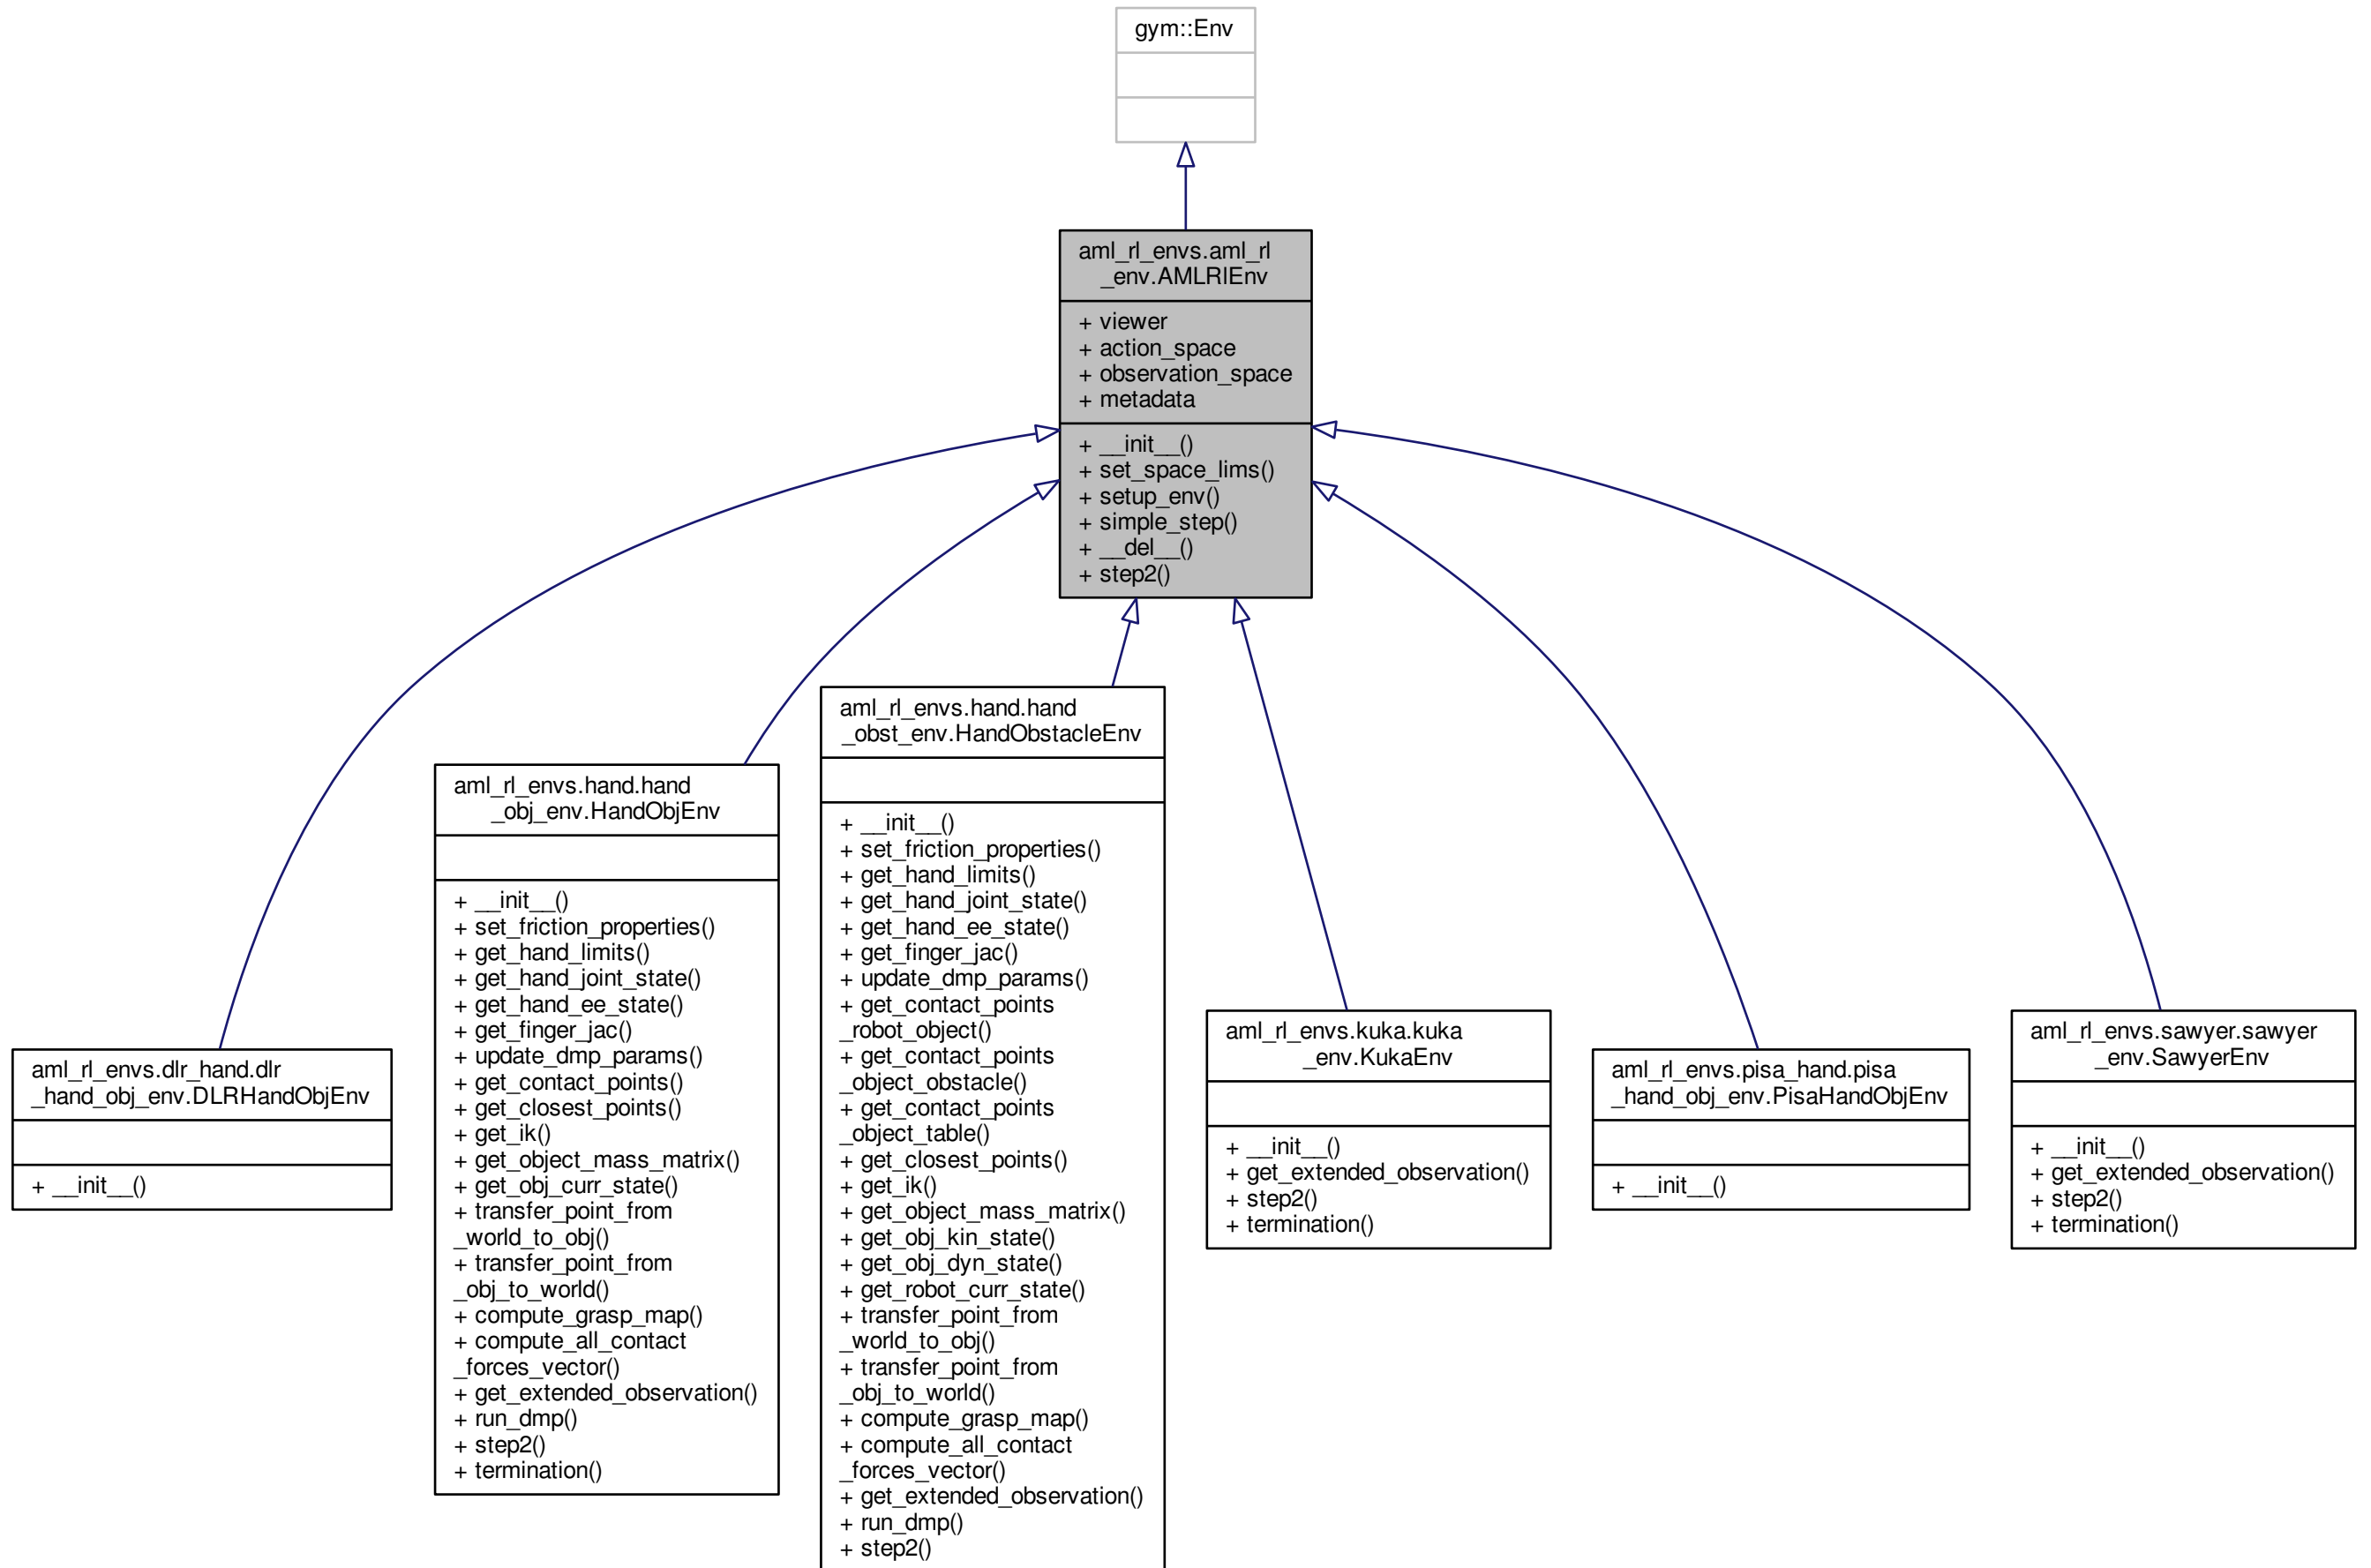 gym::Env
aml_rl_envs.aml_rl
_env.AMLRlEnv
+ viewer
+ action_space
+ observation_space
+ metadata
+ __init__()
+ set_space_lims()
+ setup_env()
+ simple_step()
+ __del__()
+ step2()
aml_rl_envs.dlr_hand.dlr
_hand_obj_env.DLRHandObjEnv
+ __init__()
aml_rl_envs.hand.hand
_obj_env.HandObjEnv
+ __init__()
+ set_friction_properties()
+ get_hand_limits()
+ get_hand_joint_state()
+ get_hand_ee_state()
+ get_finger_jac()
+ update_dmp_params()
+ get_contact_points()
+ get_closest_points()
+ get_ik()
+ get_object_mass_matrix()
+ get_obj_curr_state()
+ transfer_point_from
_world_to_obj()
+ transfer_point_from
_obj_to_world()
+ compute_grasp_map()
+ compute_all_contact
_forces_vector()
+ get_extended_observation()
+ run_dmp()
+ step2()
+ termination()
aml_rl_envs.hand.hand
_obst_env.HandObstacleEnv
+ __init__()
+ set_friction_properties()
+ get_hand_limits()
+ get_hand_joint_state()
+ get_hand_ee_state()
+ get_finger_jac()
+ update_dmp_params()
+ get_contact_points
_robot_object()
+ get_contact_points
_object_obstacle()
+ get_contact_points
_object_table()
+ get_closest_points()
+ get_ik()
+ get_object_mass_matrix()
+ get_obj_kin_state()
+ get_obj_dyn_state()
+ get_robot_curr_state()
+ transfer_point_from
_world_to_obj()
+ transfer_point_from
_obj_to_world()
+ compute_grasp_map()
+ compute_all_contact
_forces_vector()
+ get_extended_observation()
+ run_dmp()
+ step2()
aml_rl_envs.kuka.kuka
_env.KukaEnv
+ __init__()
+ get_extended_observation()
+ step2()
+ termination()
aml_rl_envs.pisa_hand.pisa
_hand_obj_env.PisaHandObjEnv
+ __init__()
aml_rl_envs.sawyer.sawyer
_env.SawyerEnv
+ __init__()
+ get_extended_observation()
+ step2()
+ termination()